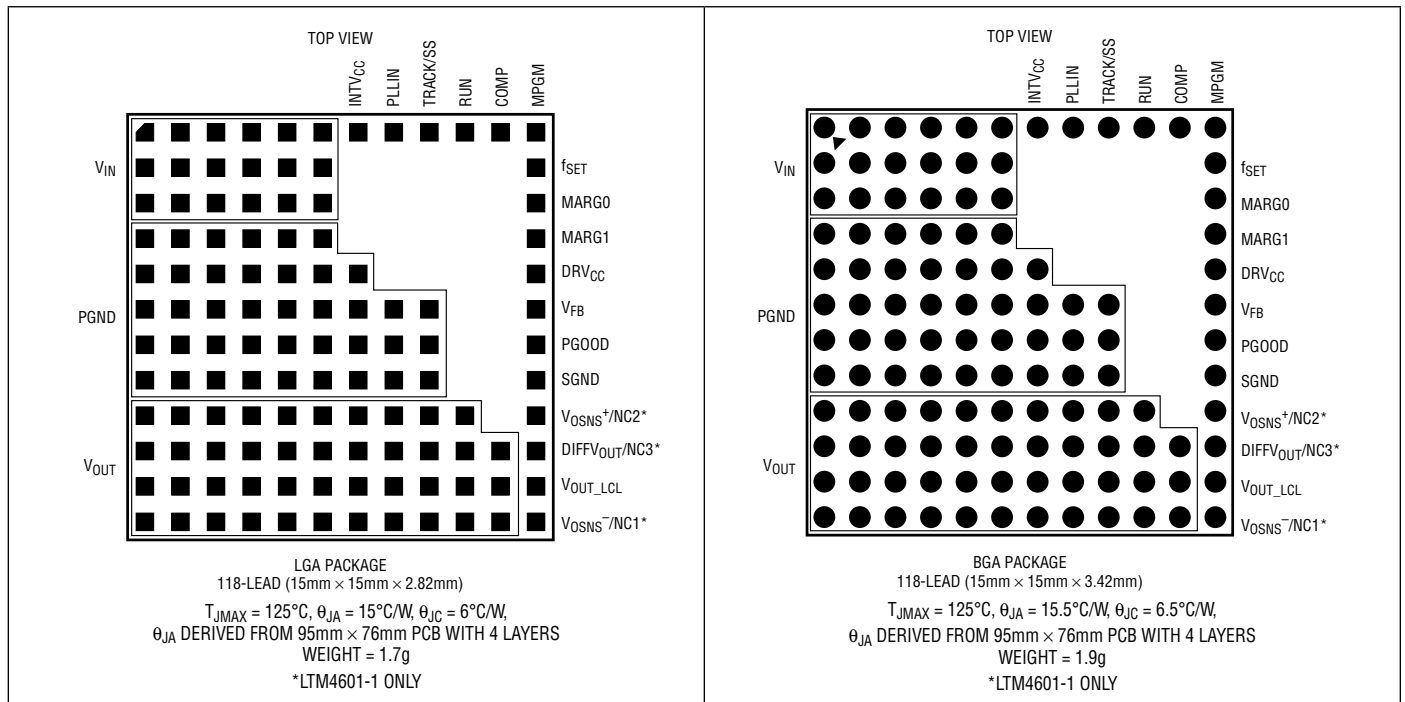 TOP VIEW
INTVCC
PLLIN
TRACK/SS
RUN
COMP
MPGM
VIN
fSET
MARG0
MARG1
DRVCC
PGND
VFB
PGOOD
SGND
VOSNS+/NC2*
VOUT
DIFFVOUT/NC3*
VOUT_LCL
VOSNS–/NC1*
LGA PACKAGE
118-LEAD (15mm × 15mm × 2.82mm)
TJMAX = 125°C, θJA = 15°C/W, θJC = 6°C/W,
θJA DERIVED FROM 95mm × 76mm PCB WITH 4 LAYERS
WEIGHT = 1.7g
*LTM4601-1 ONLY
TOP VIEW
INTVCC
PLLIN
TRACK/SS
RUN
COMP
MPGM
VIN
fSET
MARG0
MARG1
DRVCC
PGND
VFB
PGOOD
SGND
VOSNS+/NC2*
VOUT
DIFFVOUT/NC3*
VOUT_LCL
VOSNS–/NC1*
BGA PACKAGE
118-LEAD (15mm × 15mm × 3.42mm)
TJMAX = 125°C, θJA = 15.5°C/W, θJC = 6.5°C/W,
θJA DERIVED FROM 95mm × 76mm PCB WITH 4 LAYERS
WEIGHT = 1.9g
*LTM4601-1 ONLY